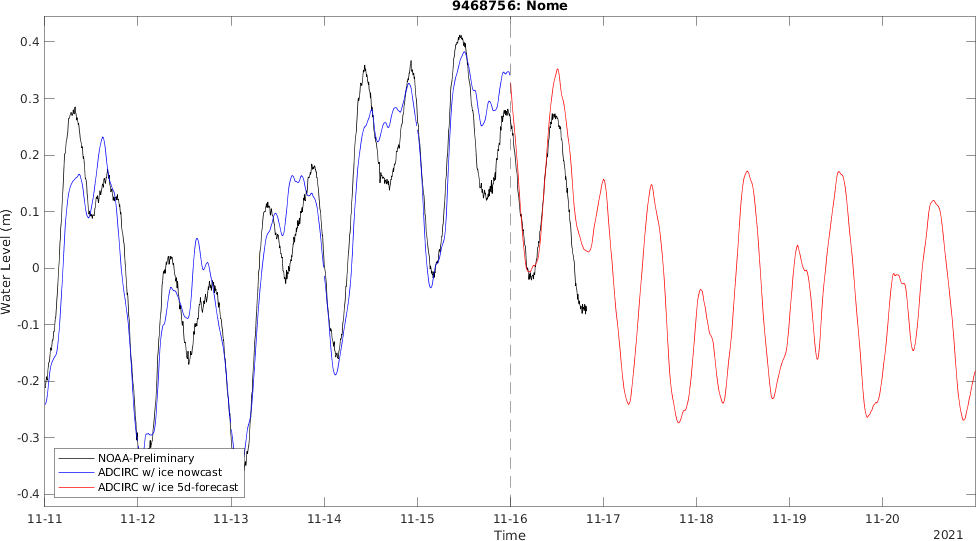 9468756: Nome
0.4
0.3
0.2
0.1
0
-0.1
-0.2
-0.3
-0.4
Water Level (m)
NOAA-Preliminary
ADCIRC w/ ice nowcast
ADCIRC w/ ice 5d-forecast
11-11 11-12 11-13 11-14 11-15 11-16 11-17 11-18 11-19 11-20
Time
2021